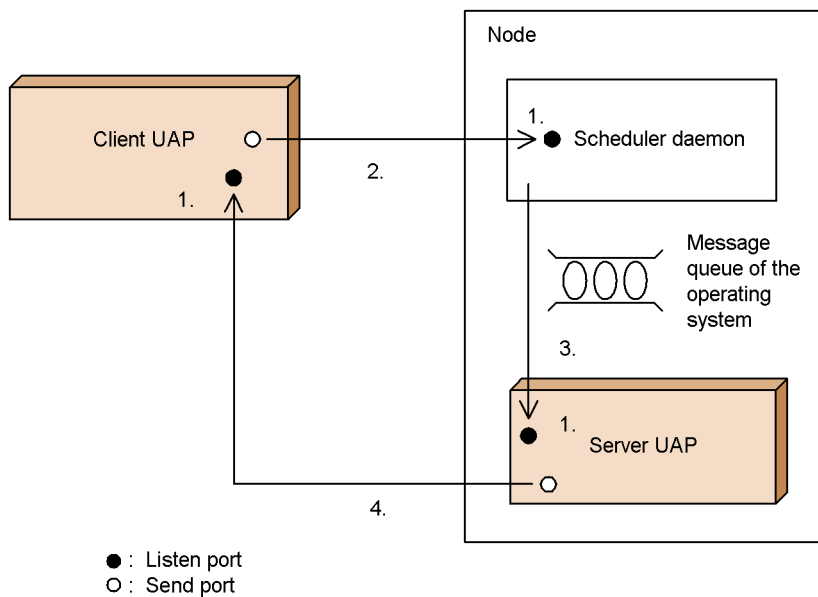 Node
Client UAP
1.
Scheduler daemon
2.
1.
Message
queue of the
operating
system
3.
1.
Server UAP
4.
● : Listen port
○ : Send port